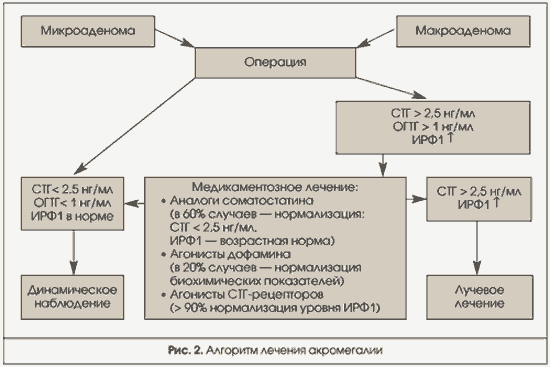 Микроаденома
Макроаденома
Операция
СТГ > 2,5 нг/мл
ОГТГ > 1 нг/мл
ИРФ1 ↑
СТГ< 2.5 нг/мл
ОГТГ< 1 нг/мл
ИРФ1 в норме
Медикаментозное лечение:
• Аналоги соматостатина
(в 60% случаев — нормализация:
СТГ < 2.5 нг/мл.
ИРФ1 — возрастная норма)
• Агонисты дофамина
(в 20% случаев — нормализация
биохимических показателей)
• Агонисты СТГ-рецепторов
(> 90% нормализация уровня ИРФ1)
СТГ > 2,5 нг/мл
ИРФ1 ↑
Динамическое
наблюдение
Лучевое
лечение
Рис. 2. Алгоритм лечения акромегалии